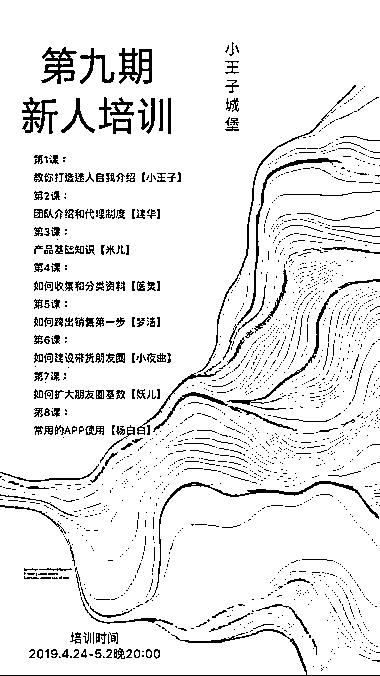 第九期
新人培训
小王子城堡
第1课：
教你打造迷人自我介绍【小王子】
第2课：
团队介绍和代理制度【建华】
第3课：
产品基础知识【米儿】
第4课：
如何收集和分类资料【医灵】
第5课：
如何跨出销售第一步【梦洁】
第6课：
如何建设带货朋友圈【小夜曲】
第7课：
如何扩大朋友圈基数【妖儿】
第8课：
常用的APP使用【杨白白】
培训时间
2019.4.24-5.2晚20:00